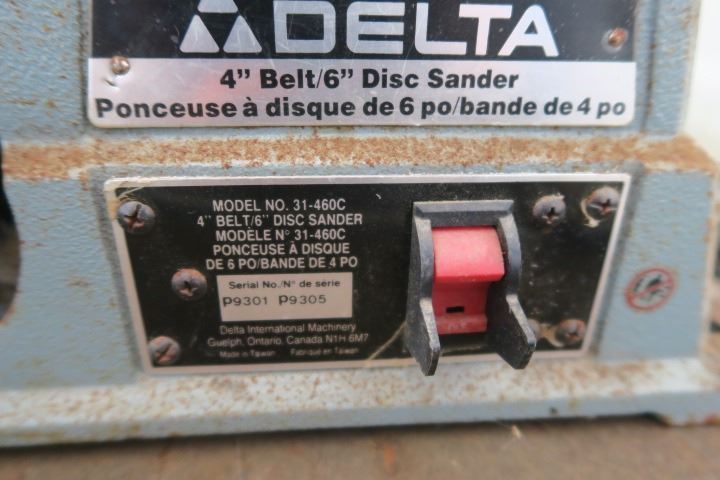 DELTA
4" Belt/6" Disc Sander
Ponceuse à disque de 6 po/bande de 4 po
MODEL NO. 31-460C
4" BELT/6" DISC SANDER
MODÈLE N° 31-460C
PONCEUSE À DISQUE
DE 6 PO/BANDE DE 4 PO
Serial No./N° de série
P9301 P9305
Delta International Machinery
Guelph, Ontario, Canada N1H 6M7
Made in Taiwan Fabriqué en Taiwan